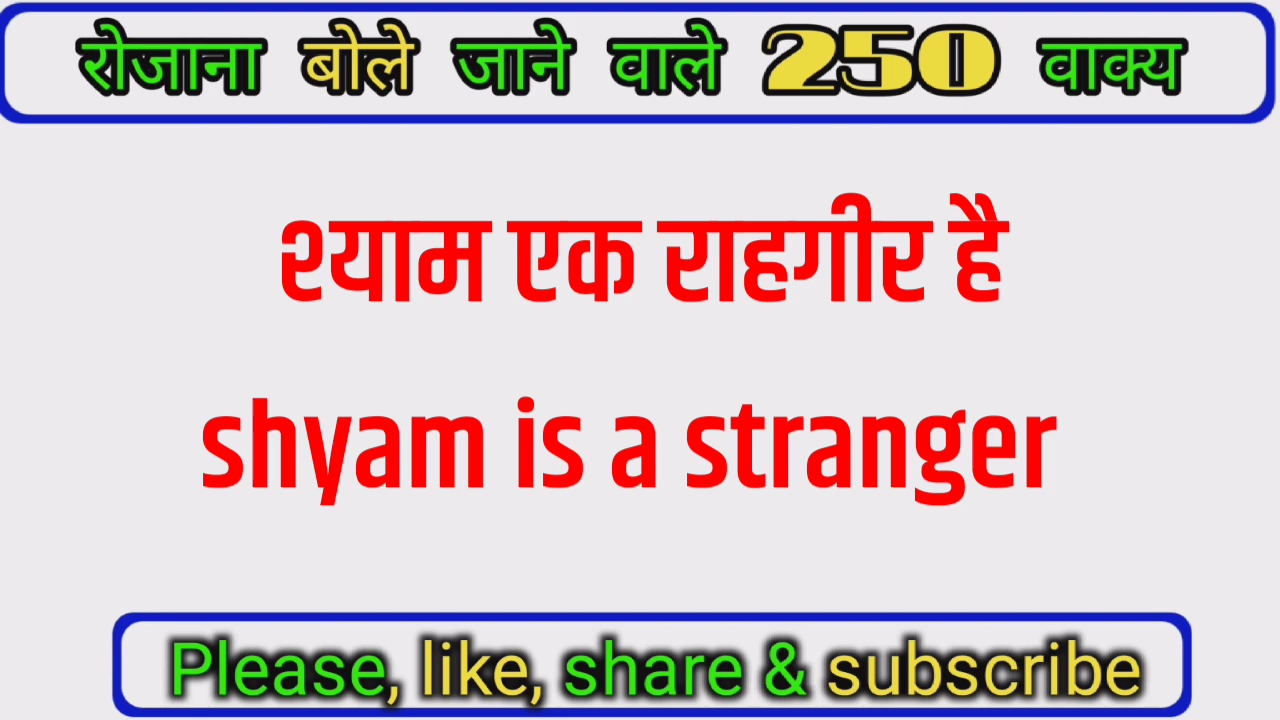 रोजाना बोले जाने वाले 250 वाक्य
श्याम एक राहगीर है
shyam is a stranger
Please, like, share & subscribe